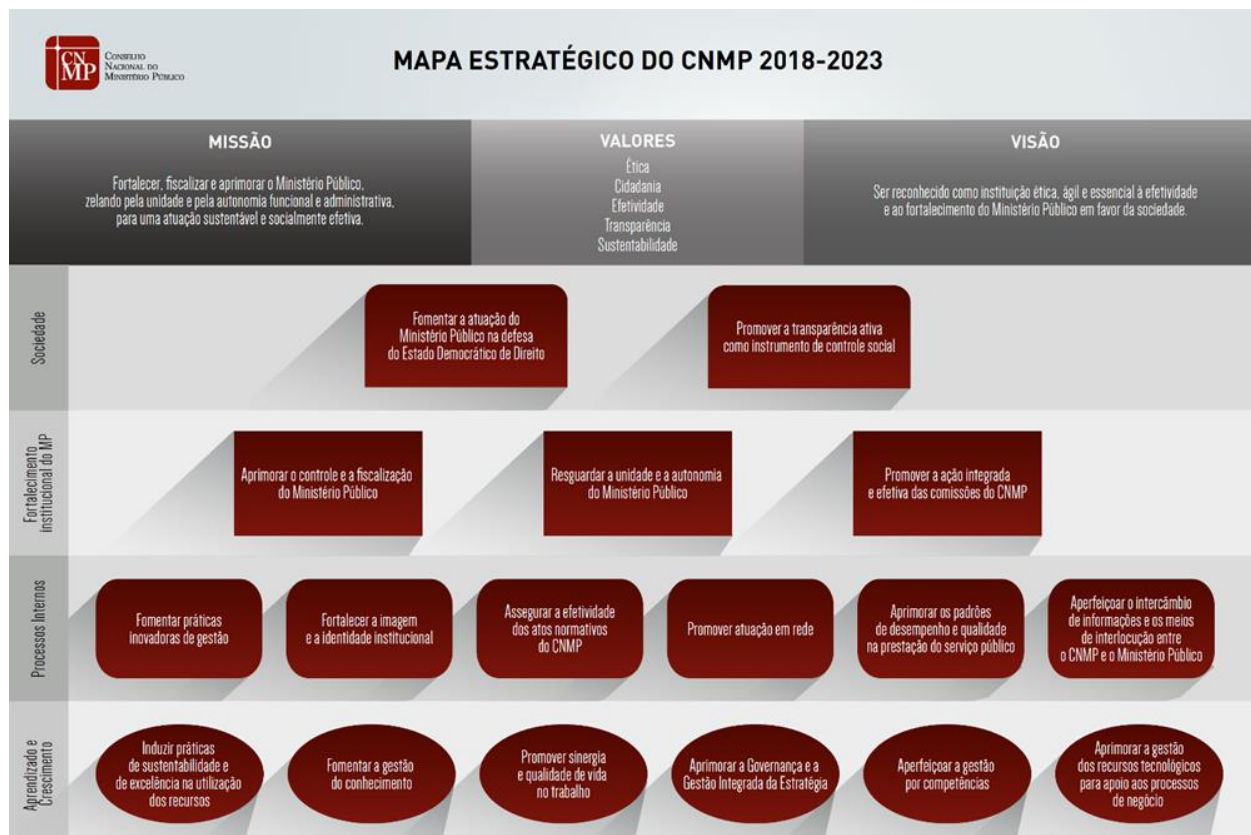 CN
MP
CONSELHO
NACIONAL DO
MINISTÉRIO PÚBLICO
MAPA ESTRATÉGICO DO CNMP 2018-2023
MISSÃO
Fortalecer, fiscalizar e aprimorar o Ministério Público,
zelando pela unidade e pela autonomia funcional e administrativa,
para uma atuação sustentável e socialmente efetiva.
VALORES
Ética
Cidadania
Efetividade
Transparência
Sustentabilidade
VISÃO
Ser reconhecido como instituição ética, ágil e essencial à efetividade
e ao fortalecimento do Ministério Público em favor da sociedade.
Sociedade
Fomentar a atuação do
Ministério Público na defesa
do Estado Democrático de Direito
Promover a transparência ativa
como instrumento de controle social
Fortalecimento
institucional do MP
Aprimorar o controle e a fiscalização
do Ministério Público
Resguardar a unidade e a autonomia
do Ministério Público
Promover a ação integrada
e efetiva das comissões do CNMP
Processos Internos
Fomentar práticas
inovadoras de gestão
Fortalecer a imagem
e a identidade institucional
Assegurar a efetividade
dos atos normativos
do CNMP
Promover atuação em rede
Aprimorar os padrões
de desempenho e qualidade
na prestação do serviço público
Aperfeiçoar o intercâmbio
de informações e os meios
de interlocução entre
o CNMP e o Ministério Público
Aprendizado e
Crescimento
Induzir práticas
de sustentabilidade e
de excelência na utilização
dos recursos
Fomentar a gestão
do conhecimento
Promover sinergia
e qualidade de vida
no trabalho
Aprimorar a Governança e a
Gestão Integrada da Estratégia
Aperfeiçoar a gestão
por competências
Aprimorar a gestão
dos recursos tecnológicos
para apoio aos processos
de negócio